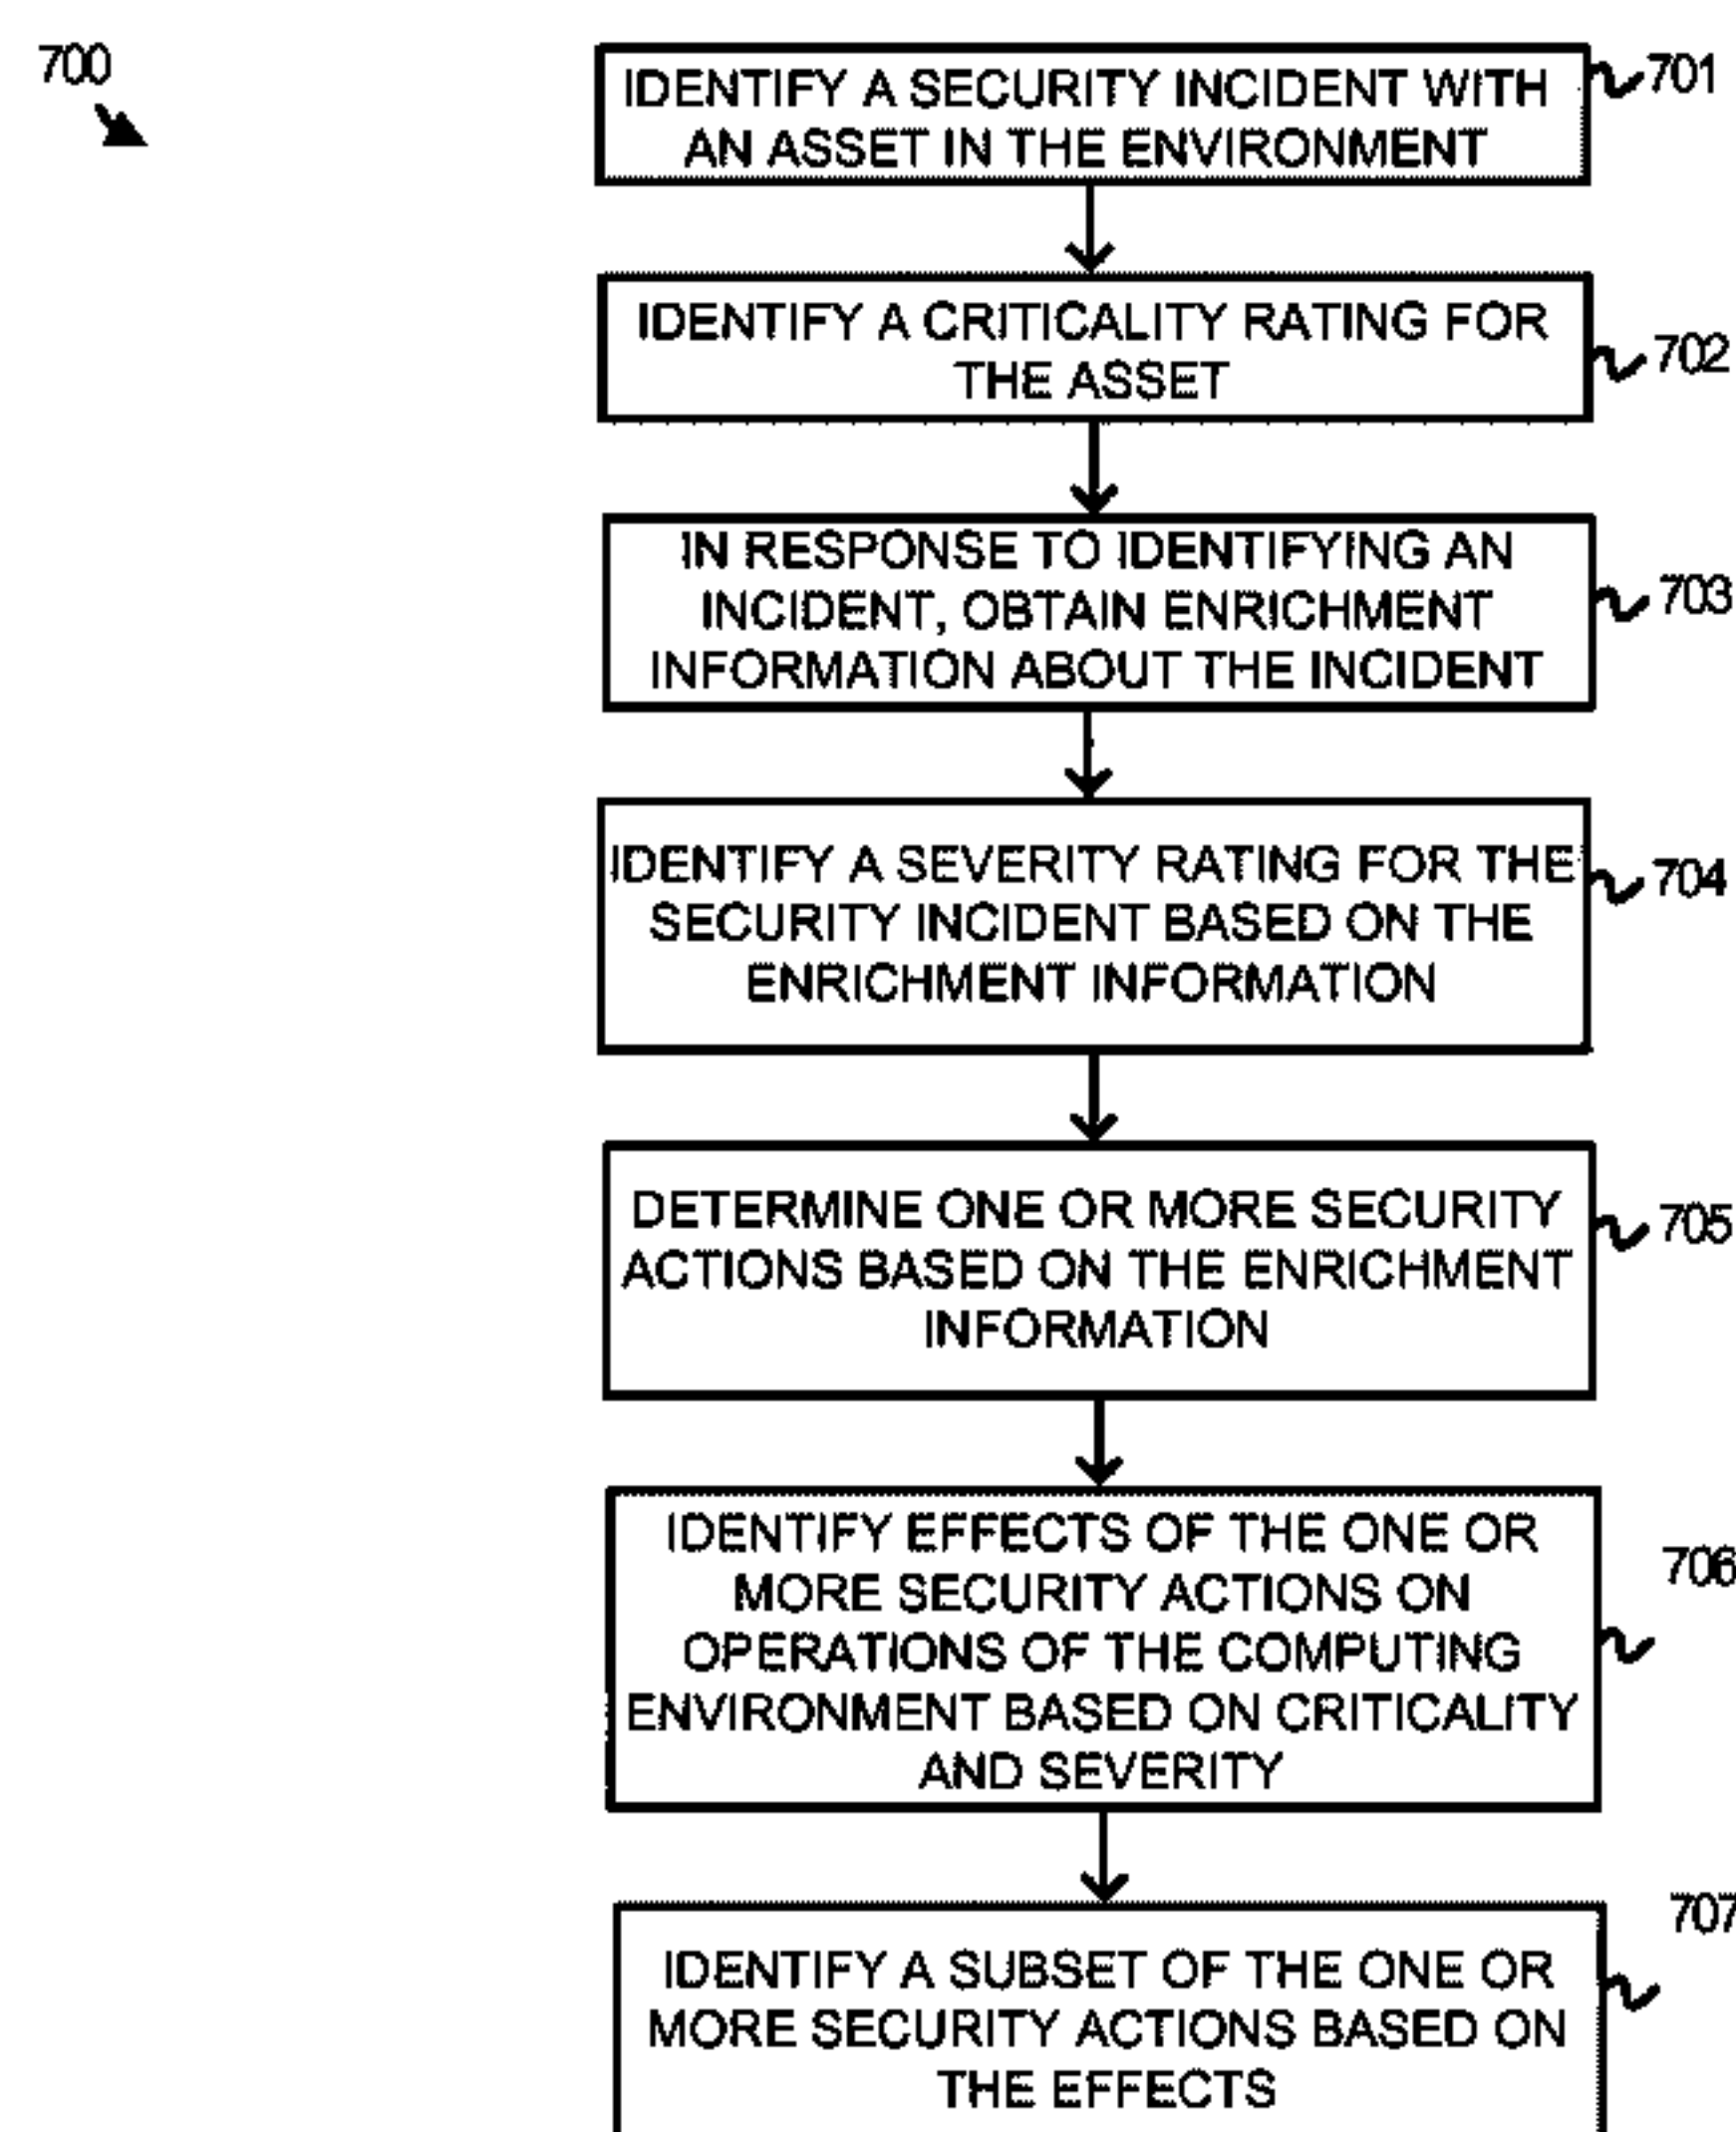 700
IDENTIFY A SECURITY INCIDENT WITH
AN ASSET IN THE ENVIRONMENT
701
IDENTIFY A CRITICALITY RATING FOR
THE ASSET
702
IN RESPONSE TO IDENTIFYING AN
INCIDENT, OBTAIN ENRICHMENT
INFORMATION ABOUT THE INCIDENT
703
IDENTIFY A SEVERITY RATING FOR THE
SECURITY INCIDENT BASED ON THE
ENRICHMENT INFORMATION
704
DETERMINE ONE OR MORE SECURITY
ACTIONS BASED ON THE ENRICHMENT
INFORMATION
705
IDENTIFY EFFECTS OF THE ONE OR
MORE SECURITY ACTIONS ON
OPERATIONS OF THE COMPUTING
ENVIRONMENT BASED ON CRITICALITY
AND SEVERITY
706
IDENTIFY A SUBSET OF THE ONE OR
MORE SECURITY ACTIONS BASED ON
THE EFFECTS
707